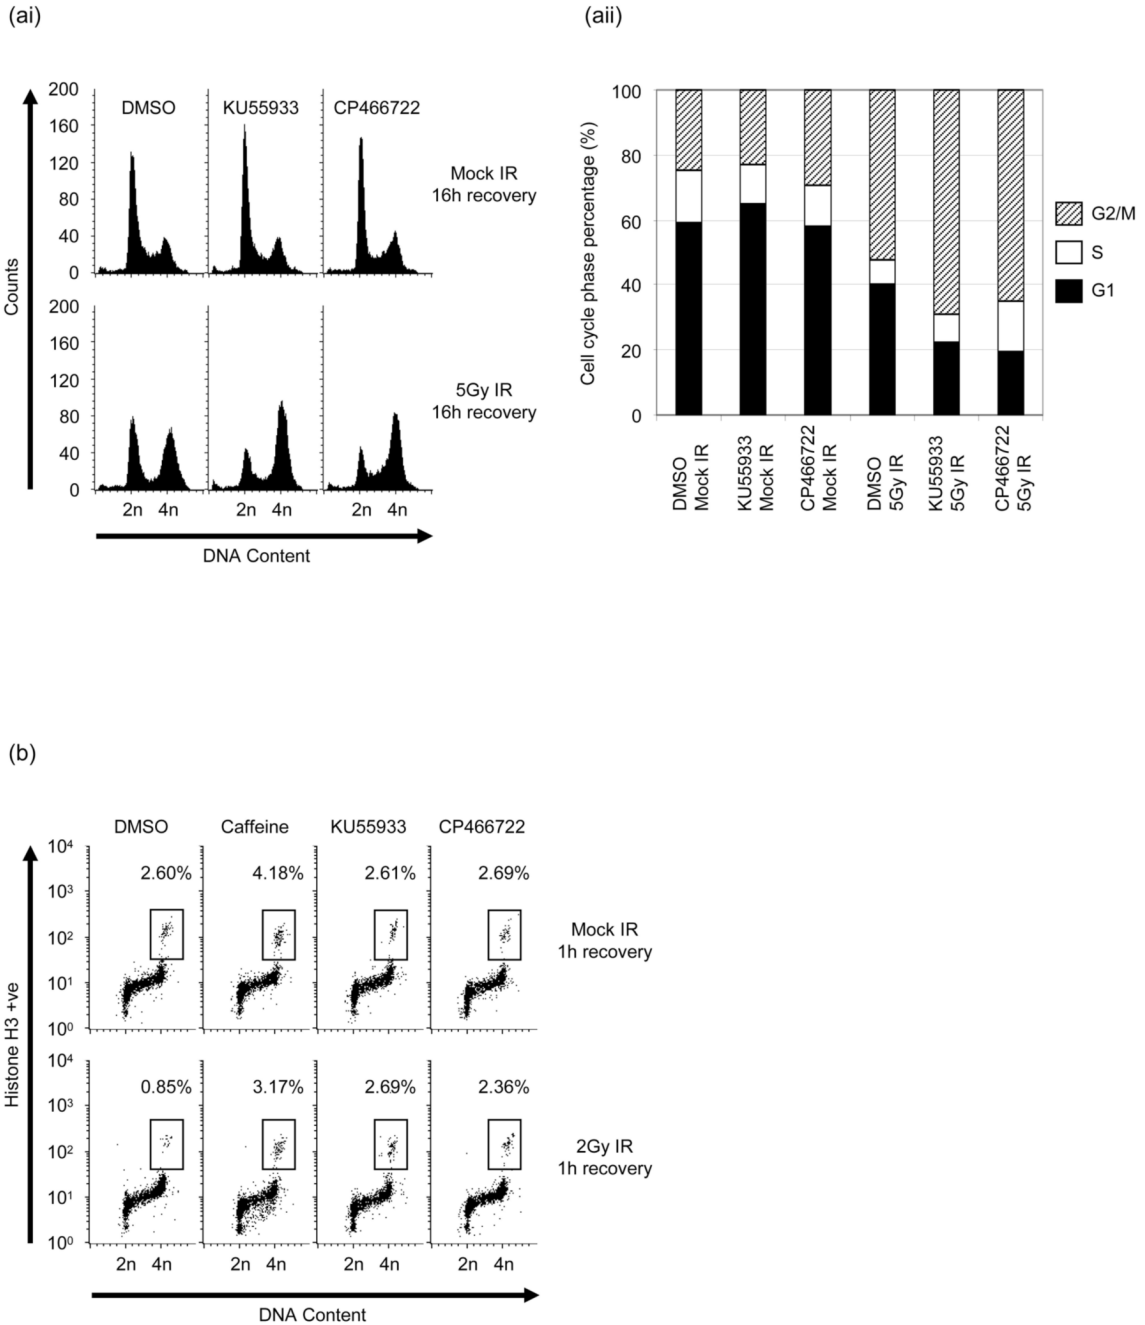 (ai)
(aii)
200
160
120
80
40
0
DMSO
KU55933
CP466722
Mock IR
16h recovery
Counts
200
160
120
80
40
0
5Gy IR
16h recovery
2n 4n
2n 4n
2n 4n
DNA Content
Cell cycle phase percentage (%)
100
80
60
40
20
0
G2/M
S
G1
DMSO
Mock IR
KU55933
Mock IR
CP466722
Mock IR
DMSO
5Gy IR
KU55933
5Gy IR
CP466722
5Gy IR
(b)
DMSO
Caffeine
KU55933
CP466722
10⁴
10³
10²
10¹
10⁰
2.60%
4.18%
2.61%
2.69%
Mock IR
1h recovery
Histone H3 +ve
10⁴
10³
10²
10¹
10⁰
0.85%
3.17%
2.69%
2.36%
2Gy IR
1h recovery
2n 4n
2n 4n
2n 4n
2n 4n
DNA Content